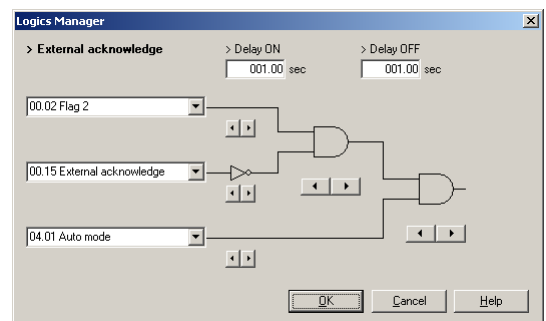 Logics Manager
> External acknowledge > Delay ON > Delay OFF
001.00 sec 001.00 sec
00.02 Flag 2
00.15 External acknowledge
04.01 Auto mode
OK Cancel Help